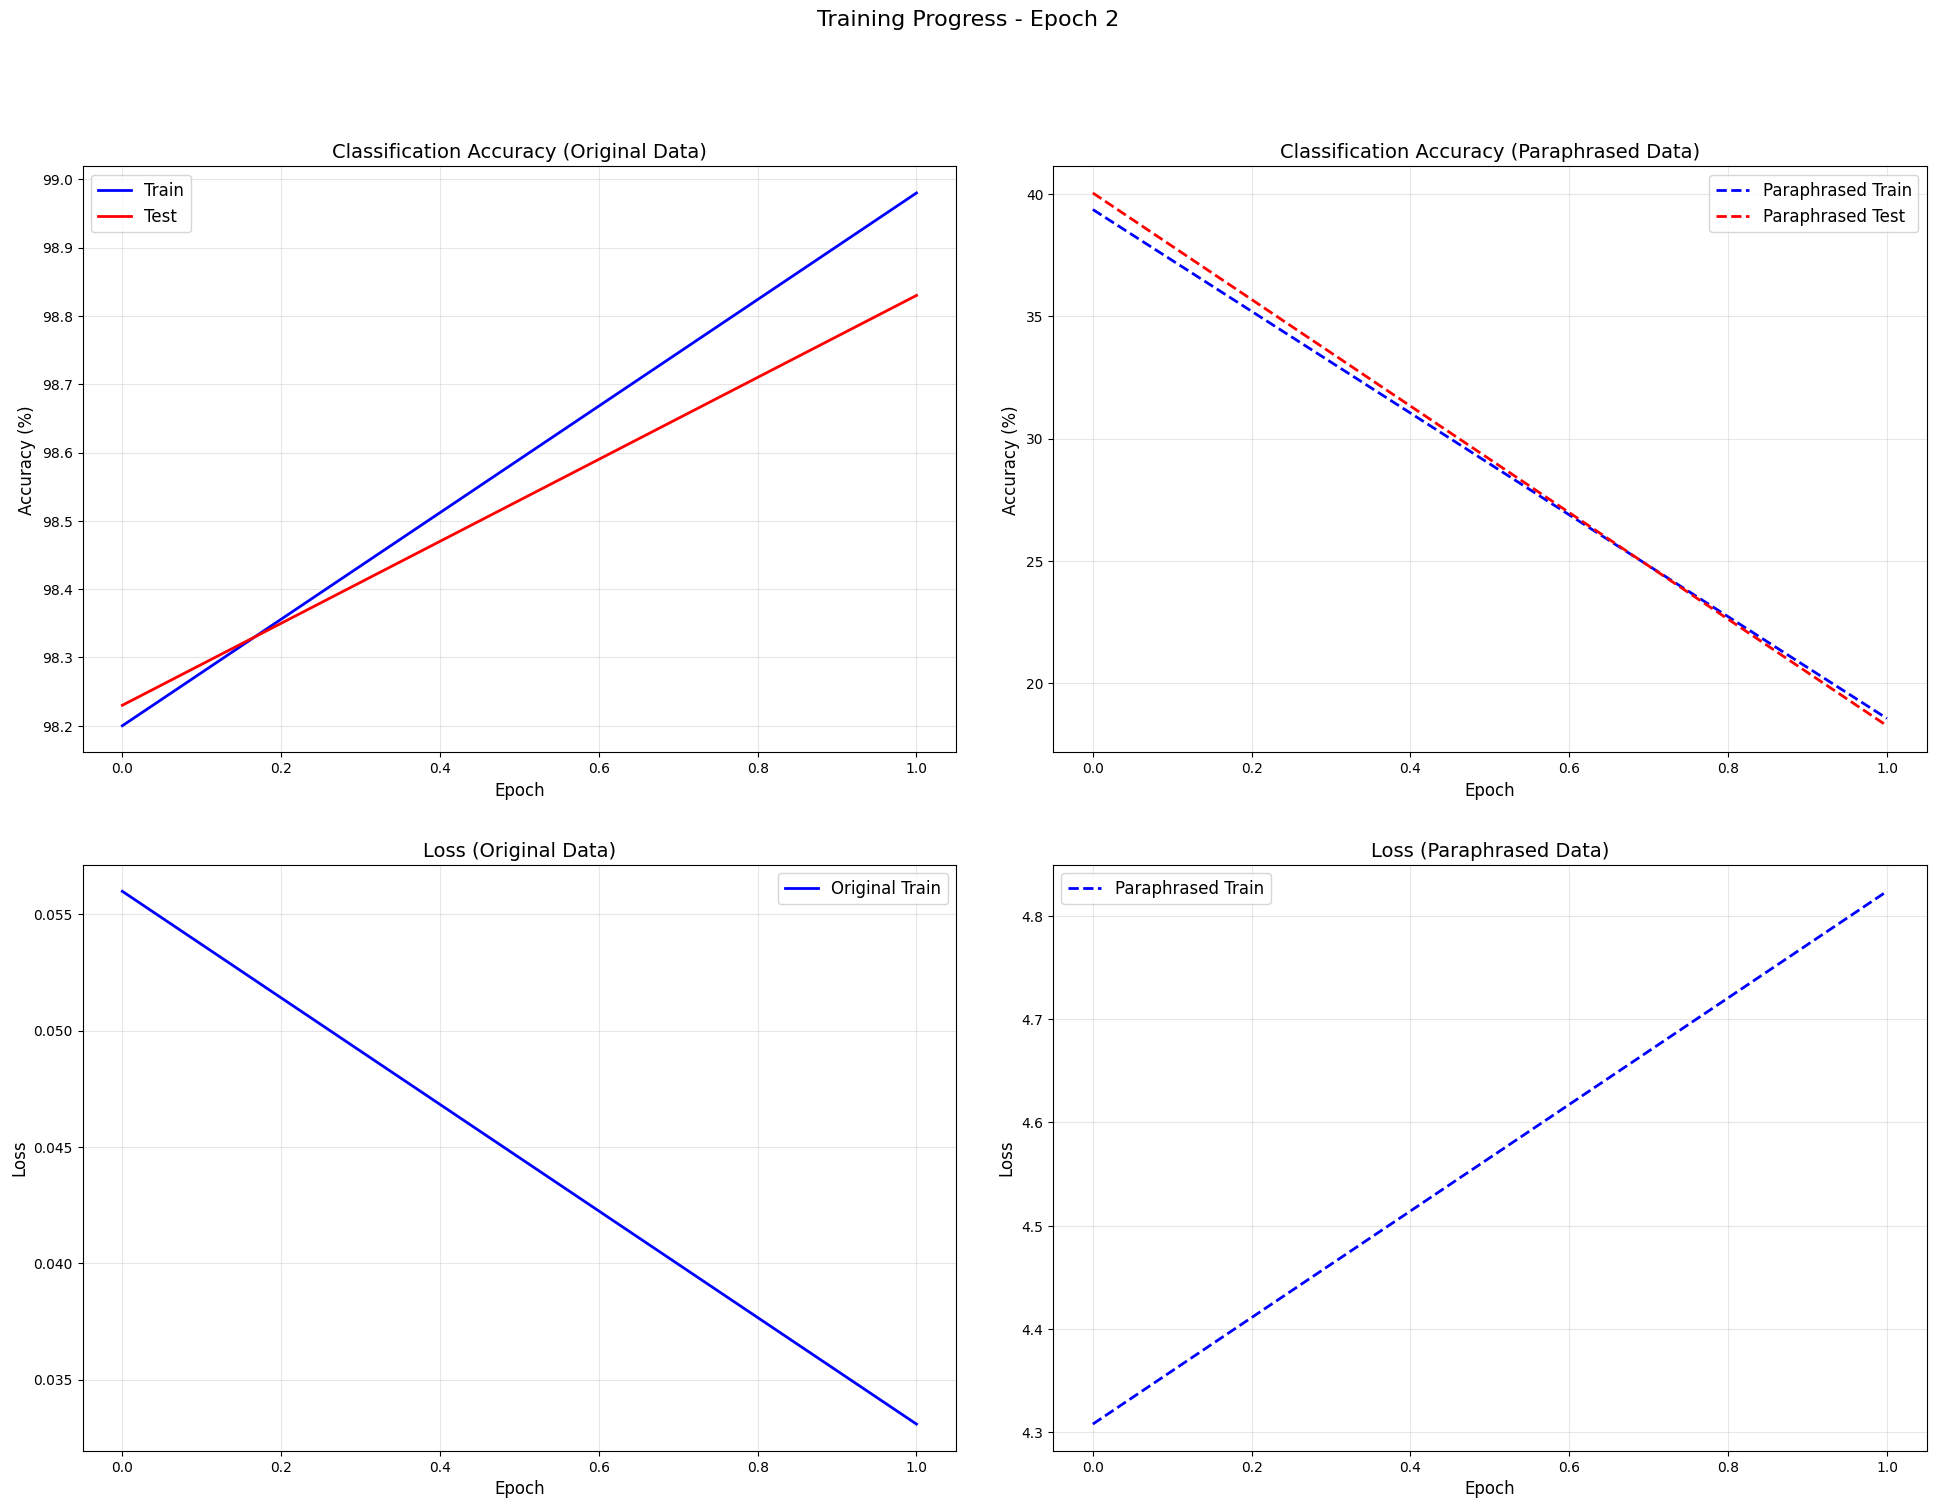 Training Progress - Epoch 2
Classification Accuracy (Original Data)
Train
Test
Accuracy (%)
99.0
98.9
98.8
98.7
98.6
98.5
98.4
98.3
98.2
0.0 0.2 0.4 0.6 0.8 1.0
Epoch
Classification Accuracy (Paraphrased Data)
Paraphrased Train
Paraphrased Test
Accuracy (%)
40
35
30
25
20
0.0 0.2 0.4 0.6 0.8 1.0
Epoch
Loss (Original Data)
Original Train
Loss
0.055
0.050
0.045
0.040
0.035
0.0 0.2 0.4 0.6 0.8 1.0
Epoch
Loss (Paraphrased Data)
Paraphrased Train
Loss
4.8
4.7
4.6
4.5
4.4
4.3
0.0 0.2 0.4 0.6 0.8 1.0
Epoch